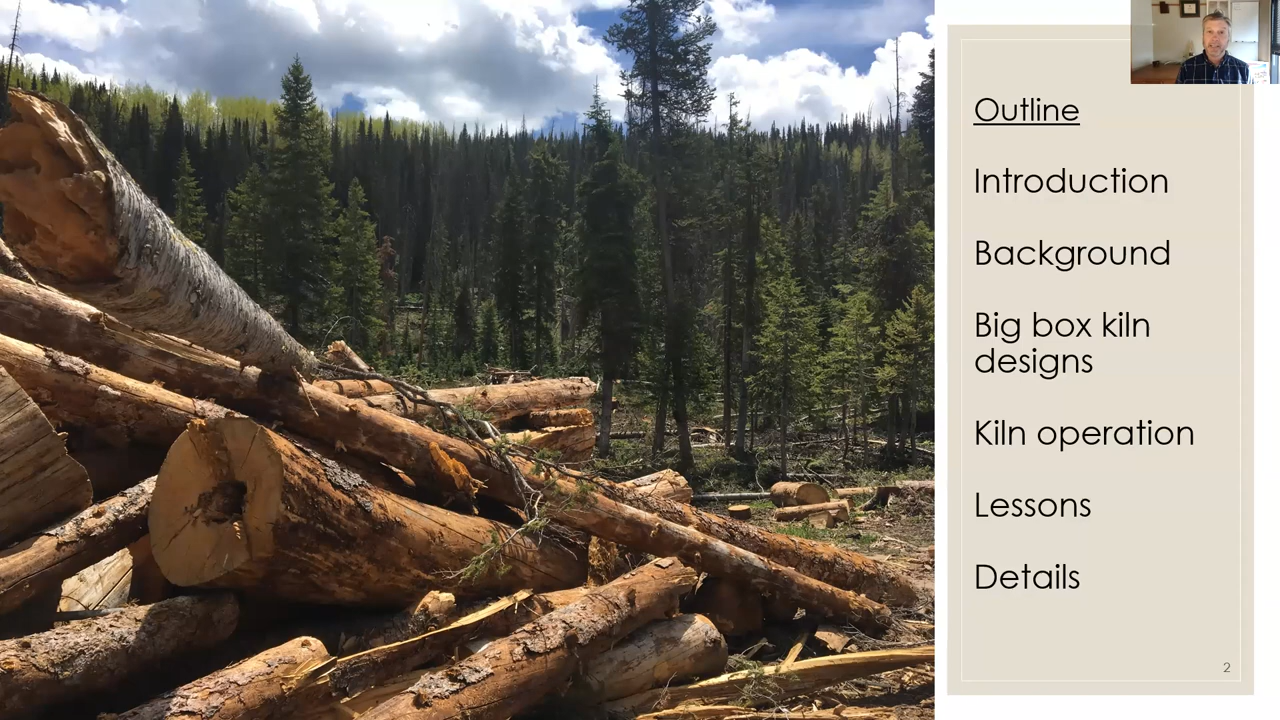 Outline
Introduction
Background
Big box kiln
designs
Kiln operation
Lessons
Details
2